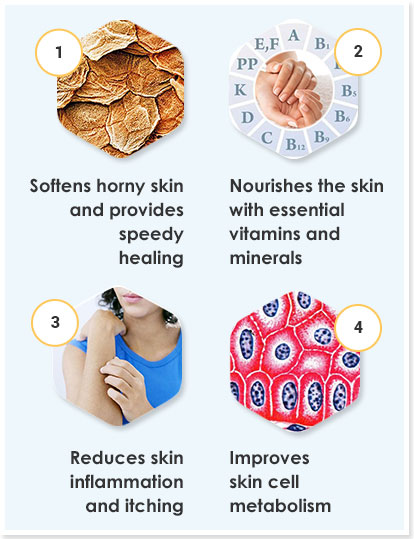 1
Softens horny skin
and provides
speedy
healing
2
A
B₁
B₅
B₆
B₉
B₁₂
C
D
K
PP
E,F
Nourishes the skin
with essential
vitamins and
minerals
3
Reduces skin
inflammation
and itching
4
Improves
skin cell
metabolism